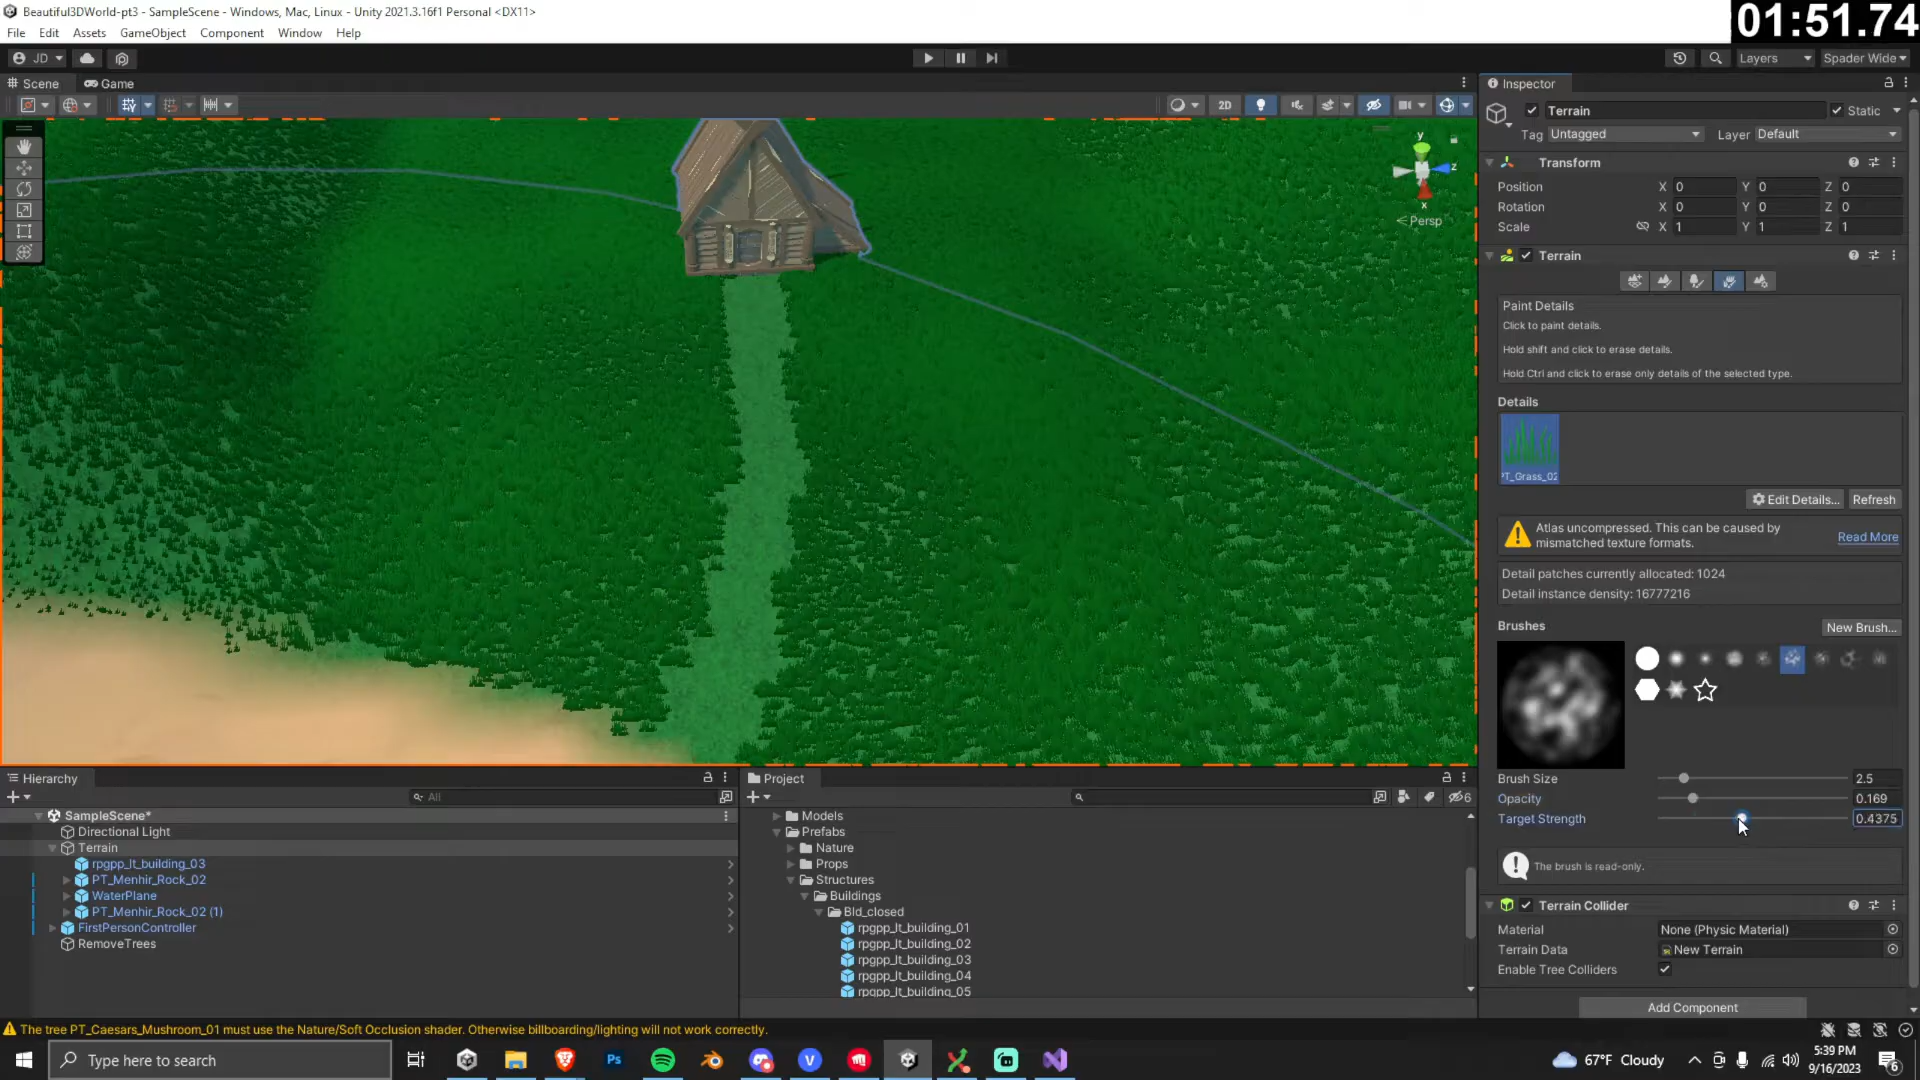 Beautiful3DWorld-pt3 - SampleScene - Windows, Mac, Linux - Unity 2021.3.16f1 Personal <DX11>
01:51.74
File Edit Assets GameObject Component Window Help
JD
Layers
Spader Wide
Scene
Game
2D
y
z
x
Persp
Inspector
Terrain
Static
Tag Untagged
Layer Default
Transform
Position X 0 Y 0 Z 0
Rotation X 0 Y 0 Z 0
Scale X 1 Y 1 Z 1
Terrain
Paint Details
Click to paint details.
Hold shift and click to erase details.
Hold Ctrl and click to erase only details of the selected type.
Details
PT_Grass_02
Edit Details...
Refresh
Atlas uncompressed. This can be caused by
mismatched texture formats.
Read More
Detail patches currently allocated: 1024
Detail instance density: 16777216
Brushes
New Brush...
Brush Size 2.5
Opacity 0.169
Target Strength 0.4375
The brush is read-only.
Terrain Collider
Material None (Physic Material)
Terrain Data New Terrain
Enable Tree Colliders
Add Component
Hierarchy
All
SampleScene*
Directional Light
Terrain
rpgpp_lt_building_03
PT_Menhir_Rock_02
WaterPlane
PT_Menhir_Rock_02 (1)
FirstPersonController
RemoveTrees
Project
6
Models
Prefabs
Nature
Props
Structures
Buildings
Bld_closed
rpgpp_lt_building_01
rpgpp_lt_building_02
rpgpp_lt_building_03
rpgpp_lt_building_04
rpgpp_lt_building_05
The tree PT_Caesars_Mushroom_01 must use the Nature/Soft Occlusion shader. Otherwise billboarding/lighting will not work correctly.
Type here to search
Ps
V
67°F Cloudy
5:39 PM
9/16/2023
6